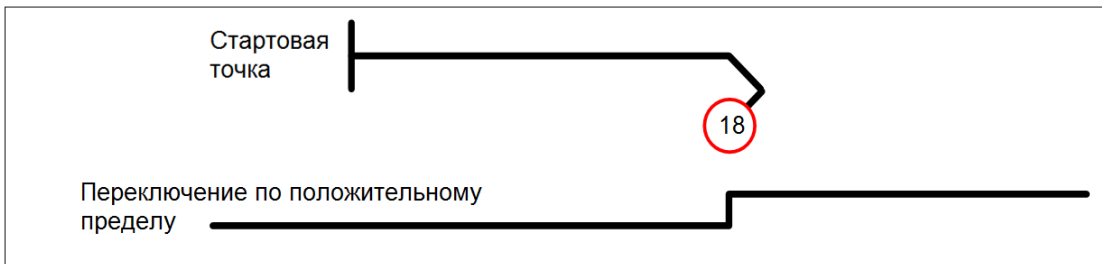 Стартовая
точка
18
Переключение по положительному
пределу